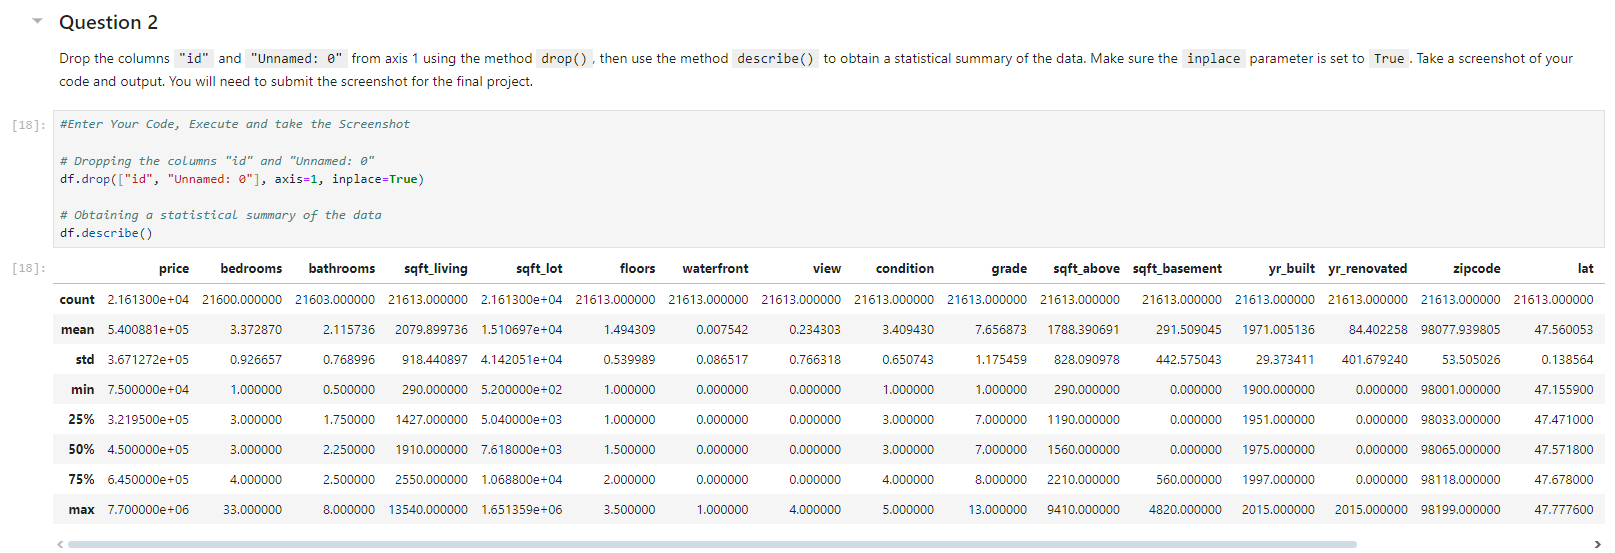 Question 2
Drop the columns "id" and "Unnamed: 0" from axis 1 using the method drop(), then use the method describe() to obtain a statistical summary of the data. Make sure the inplace parameter is set to True. Take a screenshot of your
code and output. You will need to submit the screenshot for the final project.
[18]: #Enter Your Code, Execute and take the Screenshot
# Dropping the columns "id" and "Unnamed: 0"
df.drop(["id", "Unnamed: 0"], axis=1, inplace=True)
# Obtaining a statistical summary of the data
df.describe()
[18]: price bedrooms bathrooms sqft_living sqft_lot floors waterfront view condition grade sqft_above sqft_basement yr_built yr_renovated zipcode lat
count 2.161300e+04 21600.000000 21603.000000 21613.000000 2.161300e+04 21613.000000 21613.000000 21613.000000 21613.000000 21613.000000 21613.000000 21613.000000 21613.000000 21613.000000 21613.000000 21613.000000
mean 5.400881e+05 3.372870 2.115736 2079.899736 1.510697e+04 1.494309 0.007542 0.234303 3.409430 7.656873 1788.390691 291.509045 1971.005136 84.402258 98077.939805 47.560053
std 3.671272e+05 0.926657 0.768996 918.440897 4.142051e+04 0.539989 0.086517 0.766318 0.650743 1.175459 828.090978 442.575043 29.373411 401.679240 53.505026 0.138564
min 7.500000e+04 1.000000 0.500000 290.000000 5.200000e+02 1.000000 0.000000 0.000000 1.000000 1.000000 290.000000 0.000000 1900.000000 0.000000 98001.000000 47.155900
25% 3.219500e+05 3.000000 1.750000 1427.000000 5.040000e+03 1.000000 0.000000 0.000000 3.000000 7.000000 1190.000000 0.000000 1951.000000 0.000000 98033.000000 47.471000
50% 4.500000e+05 3.000000 2.250000 1910.000000 7.618000e+03 1.500000 0.000000 0.000000 3.000000 7.000000 1560.000000 0.000000 1975.000000 0.000000 98065.000000 47.571800
75% 6.450000e+05 4.000000 2.500000 2550.000000 1.068800e+04 2.000000 0.000000 0.000000 4.000000 8.000000 2210.000000 560.000000 1997.000000 0.000000 98118.000000 47.678000
max 7.700000e+06 33.000000 8.000000 13540.000000 1.651359e+06 3.500000 1.000000 4.000000 5.000000 13.000000 9410.000000 4820.000000 2015.000000 2015.000000 98199.000000 47.777600